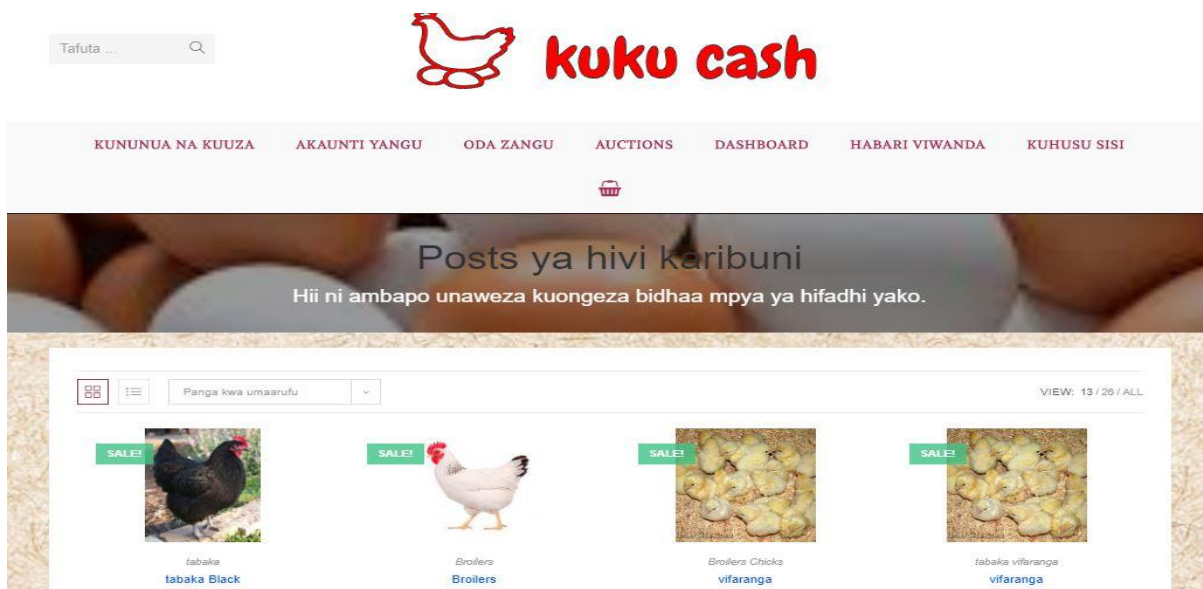 Tafuta ...
kuku cash
KUNUNUA NA KUUZA AKAUNTI YANGU ODA ZANGU AUCTIONS DASHBOARD HABARI VIWANDA KUHUSU SISI
Posts ya hivi karibuni
Hii ni ambapo unaweza kuongeza bidhaa mpya ya hifadhi yako.
Panga kwa umaarufu
VIEW: 13 / 26 / ALL
SALE! SALE! SALE! SALE!
tabaka Broilers Broilers Chicks tabaka vifaranga
tabaka Black Broilers vifaranga vifaranga